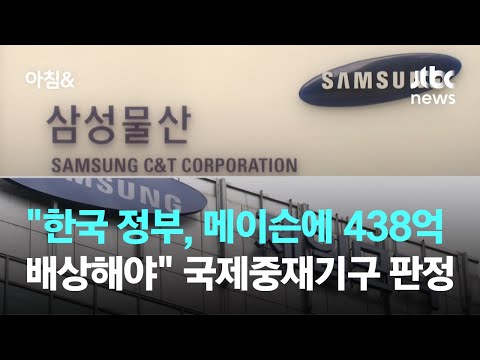 아침&
SAMSUNG
jtbc
news
삼성물산
SAMSUNG C&T CORPORATION
SAMSUNG
"한국 정부, 메이슨에 438억
배상해야" 국제중재기구 판정